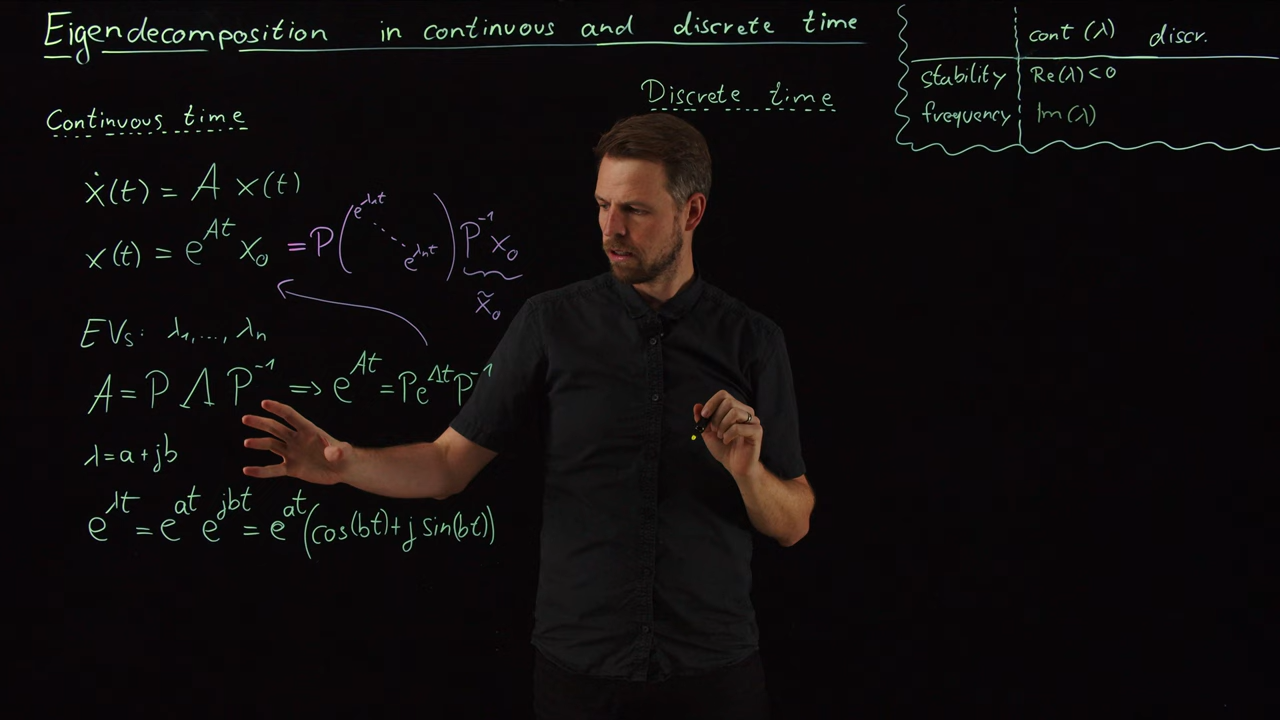 Eigendecomposition in continuous and discrete time
cont (λ) discr.
stability Re(λ)<0
frequency Im(λ)
Continuous time
ẋ(t) = A x(t)
x(t) = e^{At} x₀ = P ( e^{λ₁t} ⋱ e^{λₙt} ) P⁻¹ x₀
x̃₀
EVs: λ₁,..., λₙ
A = P Λ P⁻¹ ⇒ e^{At} = P e^{Λt} P⁻¹
λ = a + jb
e^{λt} = e^{at} e^{jbt} = e^{at} (cos(bt) + j sin(bt))
Discrete time